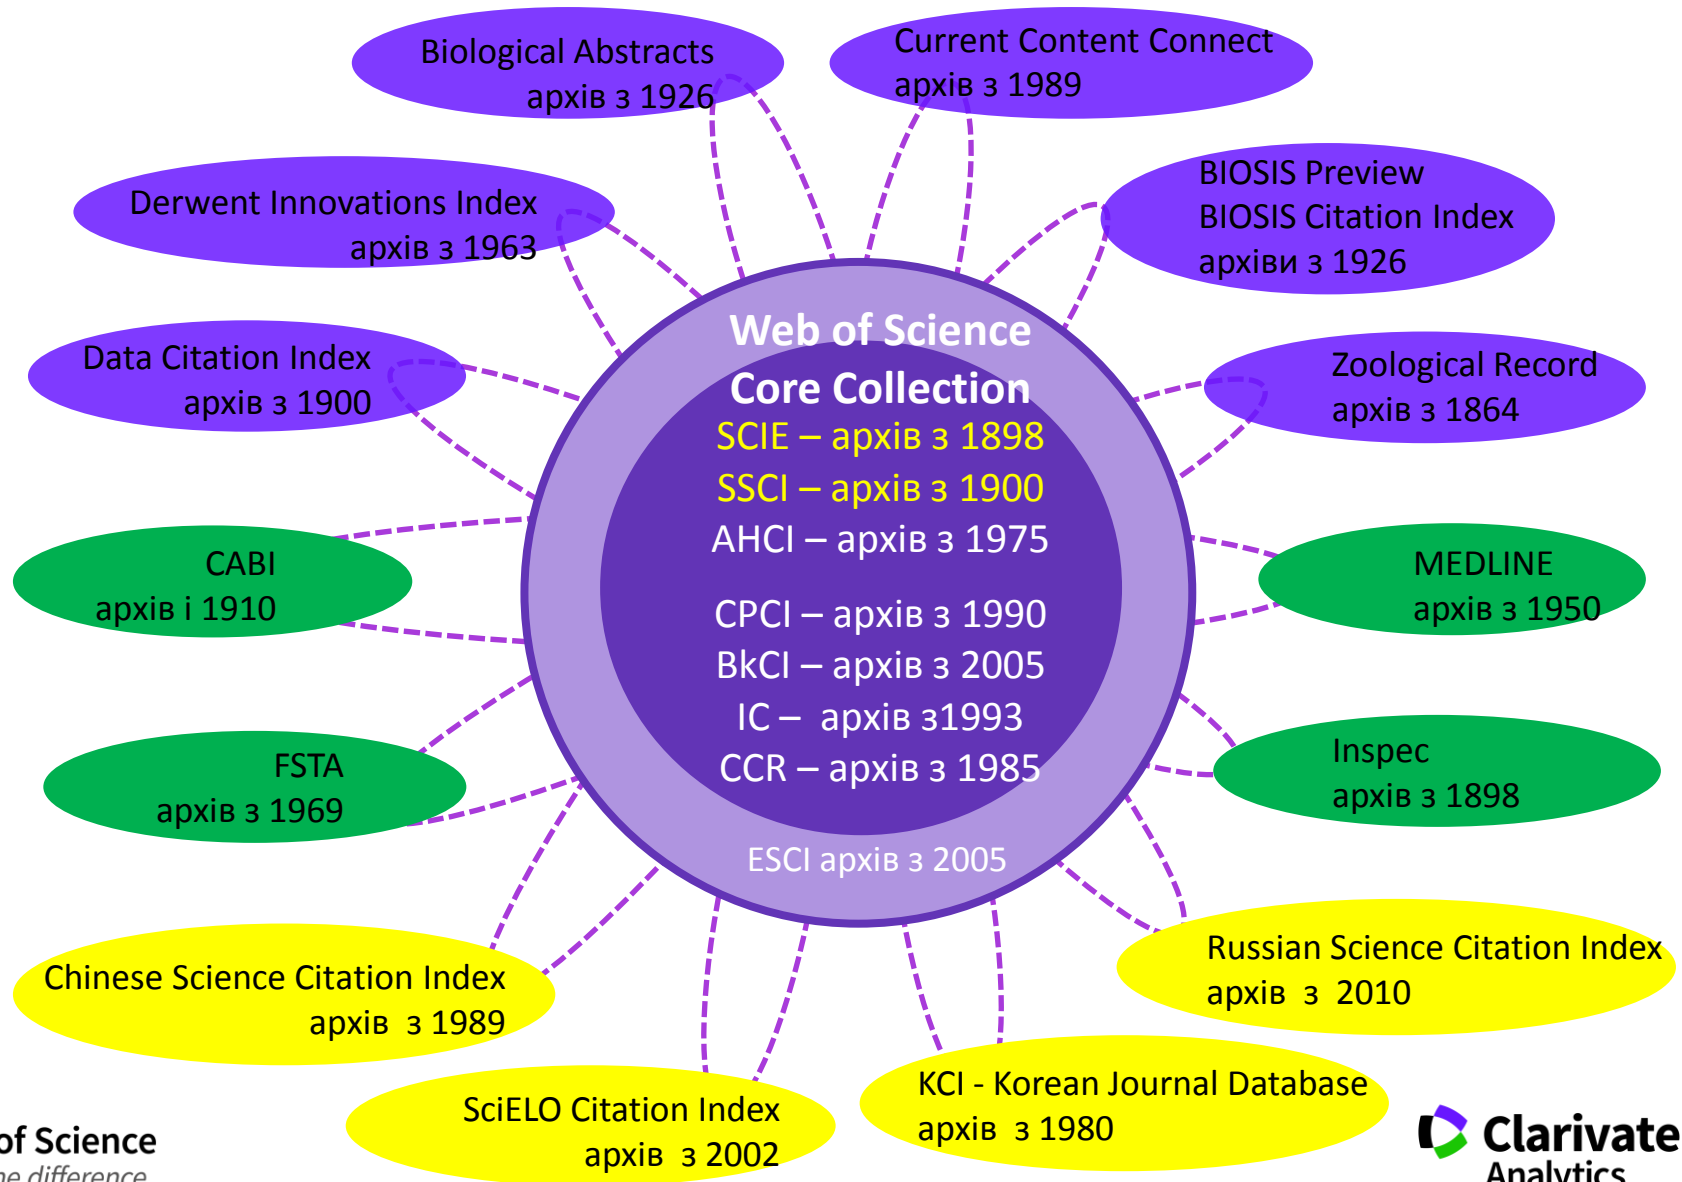 Biological Abstracts
архів з 1926
Current Content Connect
архів з 1989
Derwent Innovations Index
архів з 1963
BIOSIS Preview
BIOSIS Citation Index
архіви з 1926
Data Citation Index
архів з 1900
Zoological Record
архів з 1864
Web of Science
Core Collection
SCIE – архів з 1898
SSCI – архів з 1900
AHCI – архів з 1975
CPCI – архів з 1990
BkCI – архів з 2005
IC – архів з1993
CCR – архів з 1985
ESCI архів з 2005
CABI
архів і 1910
MEDLINE
архів з 1950
FSTA
архів з 1969
Inspec
архів з 1898
Chinese Science Citation Index
архів з 1989
Russian Science Citation Index
архів з 2010
SciELO Citation Index
архів з 2002
KCI - Korean Journal Database
архів з 1980
of Science
difference
Clarivate
Analytics